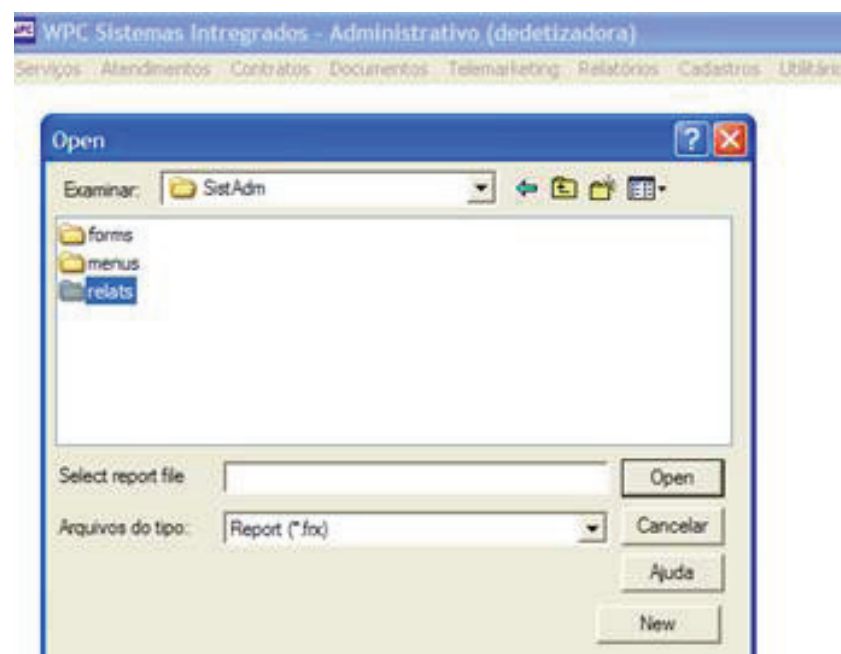 WPC WPC Sistemas Intregrados - Administrativo (dedetizadora)
Serviços Atendimentos Contratos Documentos Telemarketing Relatórios Cadastros Utilitário
Open
Examinar: SistAdm
forms
menus
relats
Select report file Open
Arquivos do tipo: Report (*.frx) Cancelar
Ajuda
New